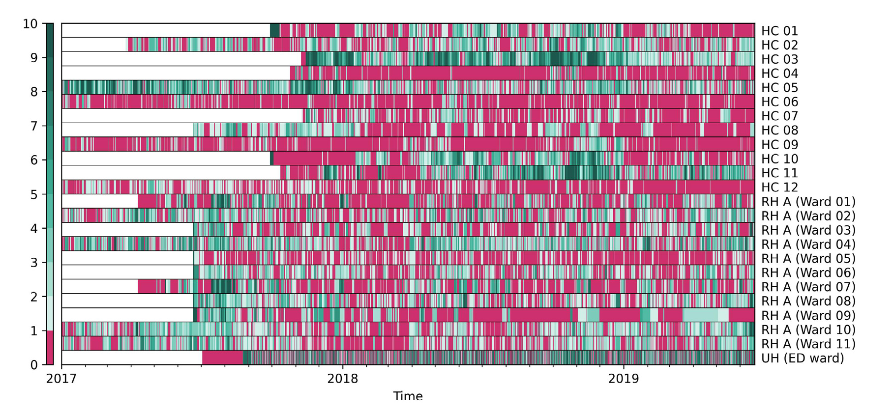 10
9
8
7
6
5
4
3
2
1
0
HC 01
HC 02
HC 03
HC 04
HC 05
HC 06
HC 07
HC 08
HC 09
HC 10
HC 11
HC 12
RH A (Ward 01)
RH A (Ward 02)
RH A (Ward 03)
RH A (Ward 04)
RH A (Ward 05)
RH A (Ward 06)
RH A (Ward 07)
RH A (Ward 08)
RH A (Ward 09)
RH A (Ward 10)
RH A (Ward 11)
UH (ED ward)
2017 2018 2019
Time